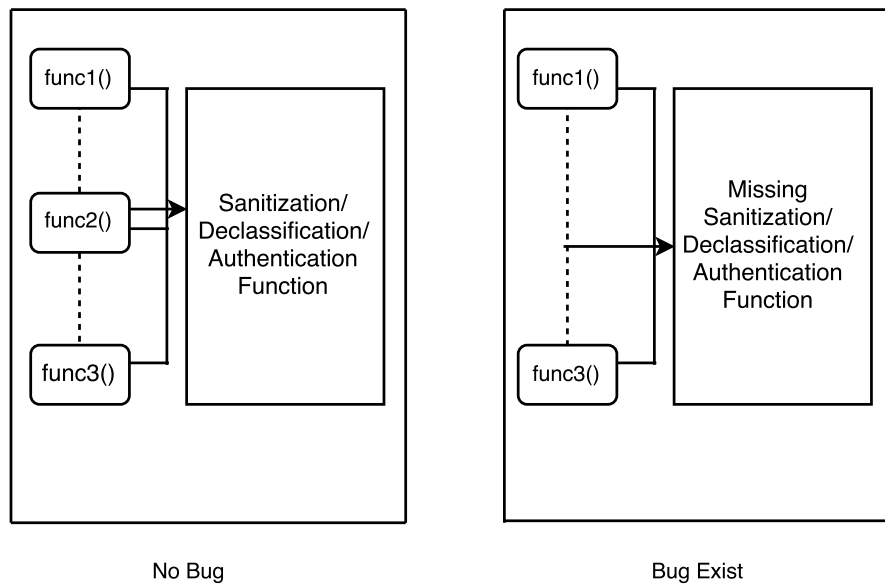 func1()
func2()
func3()
Sanitization/
Declassification/
Authentication
Function
No Bug
func1()
func3()
Missing
Sanitization/
Declassification/
Authentication
Function
Bug Exist